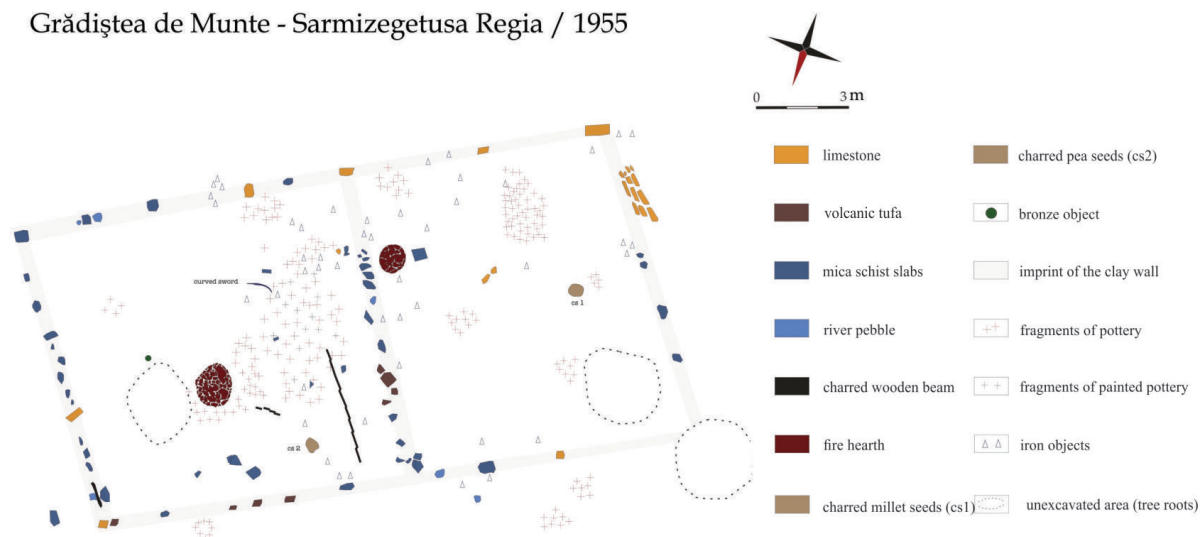 Grădiştea de Munte - Sarmizegetusa Regia / 1955
0 3 m
limestone
charred pea seeds (cs2)
volcanic tufa
bronze object
mica schist slabs
imprint of the clay wall
river pebble
fragments of pottery
charred wooden beam
fragments of painted pottery
fire hearth
iron objects
charred millet seeds (cs1)
unexcavated area (tree roots)
curved sword
cs 1
cs 2